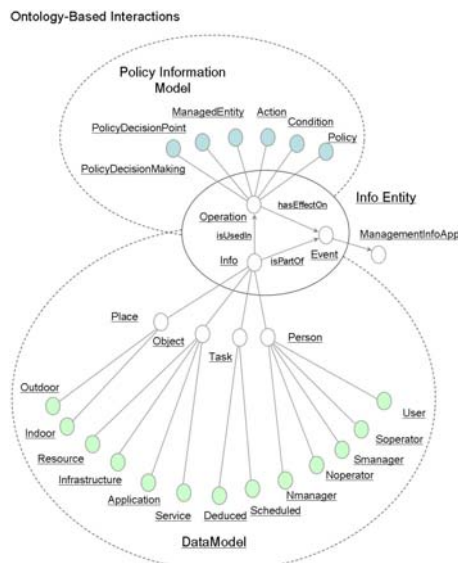 Ontology-Based Interactions
Policy Information
Model
ManagedEntity
Action
PolicyDecisionPoint
Condition
Policy
PolicyDecisionMaking
hasEffectOn
Info Entity
Operation
isUsedIn
ManagementInfoApp
Info
isPartOf
Event
Place
Object
Person
Task
Outdoor
User
Indoor
Soperator
Resource
Smanager
Infrastructure
Noperator
Application
Nmanager
Service
Deduced
Scheduled
DataModel